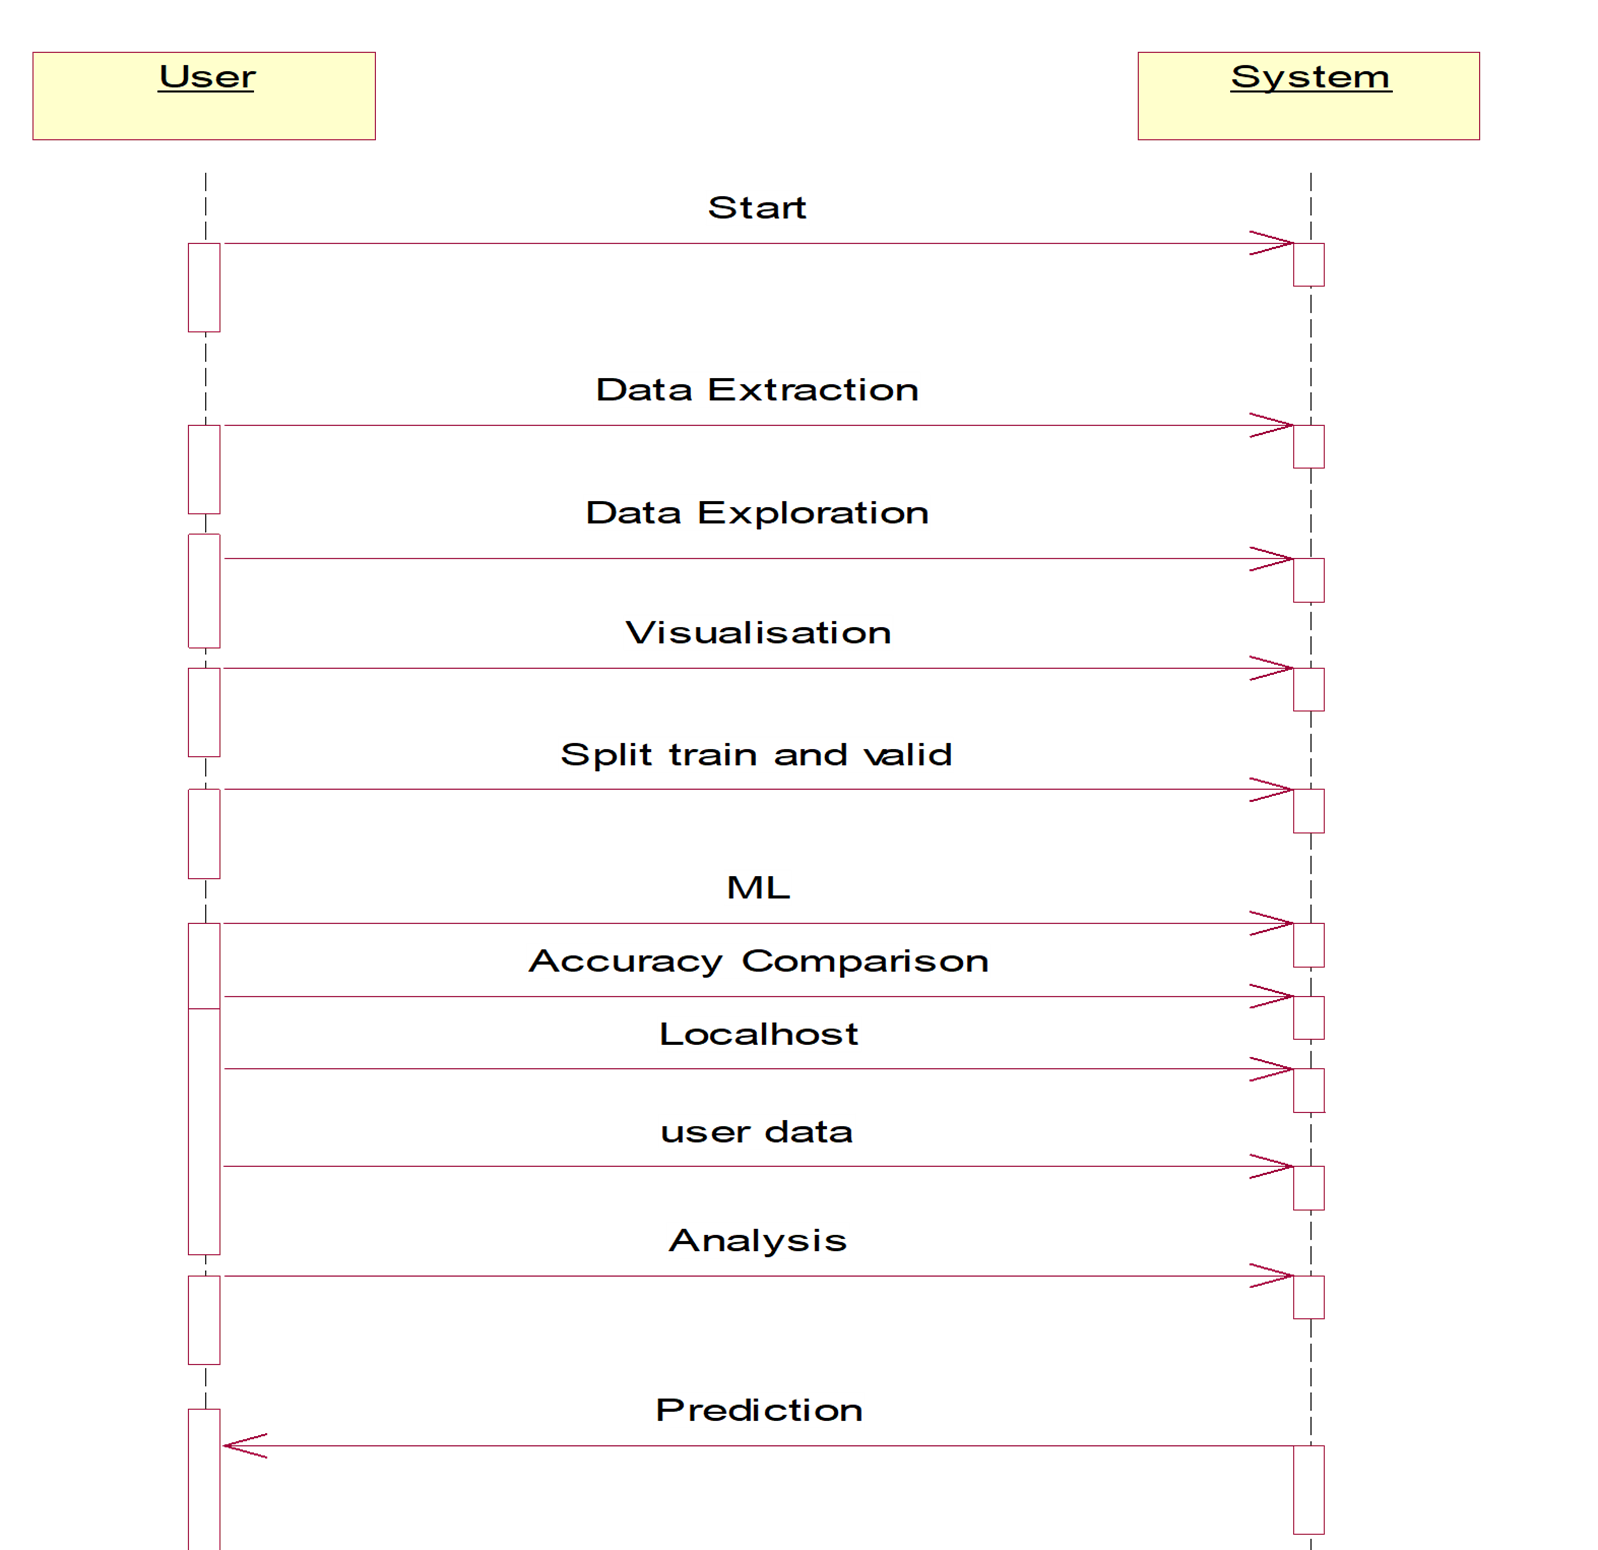 User
System
Start
Data Extraction
Data Exploration
Visualisation
Split train and valid
ML
Accuracy Comparison
Localhost
user data
Analysis
Prediction